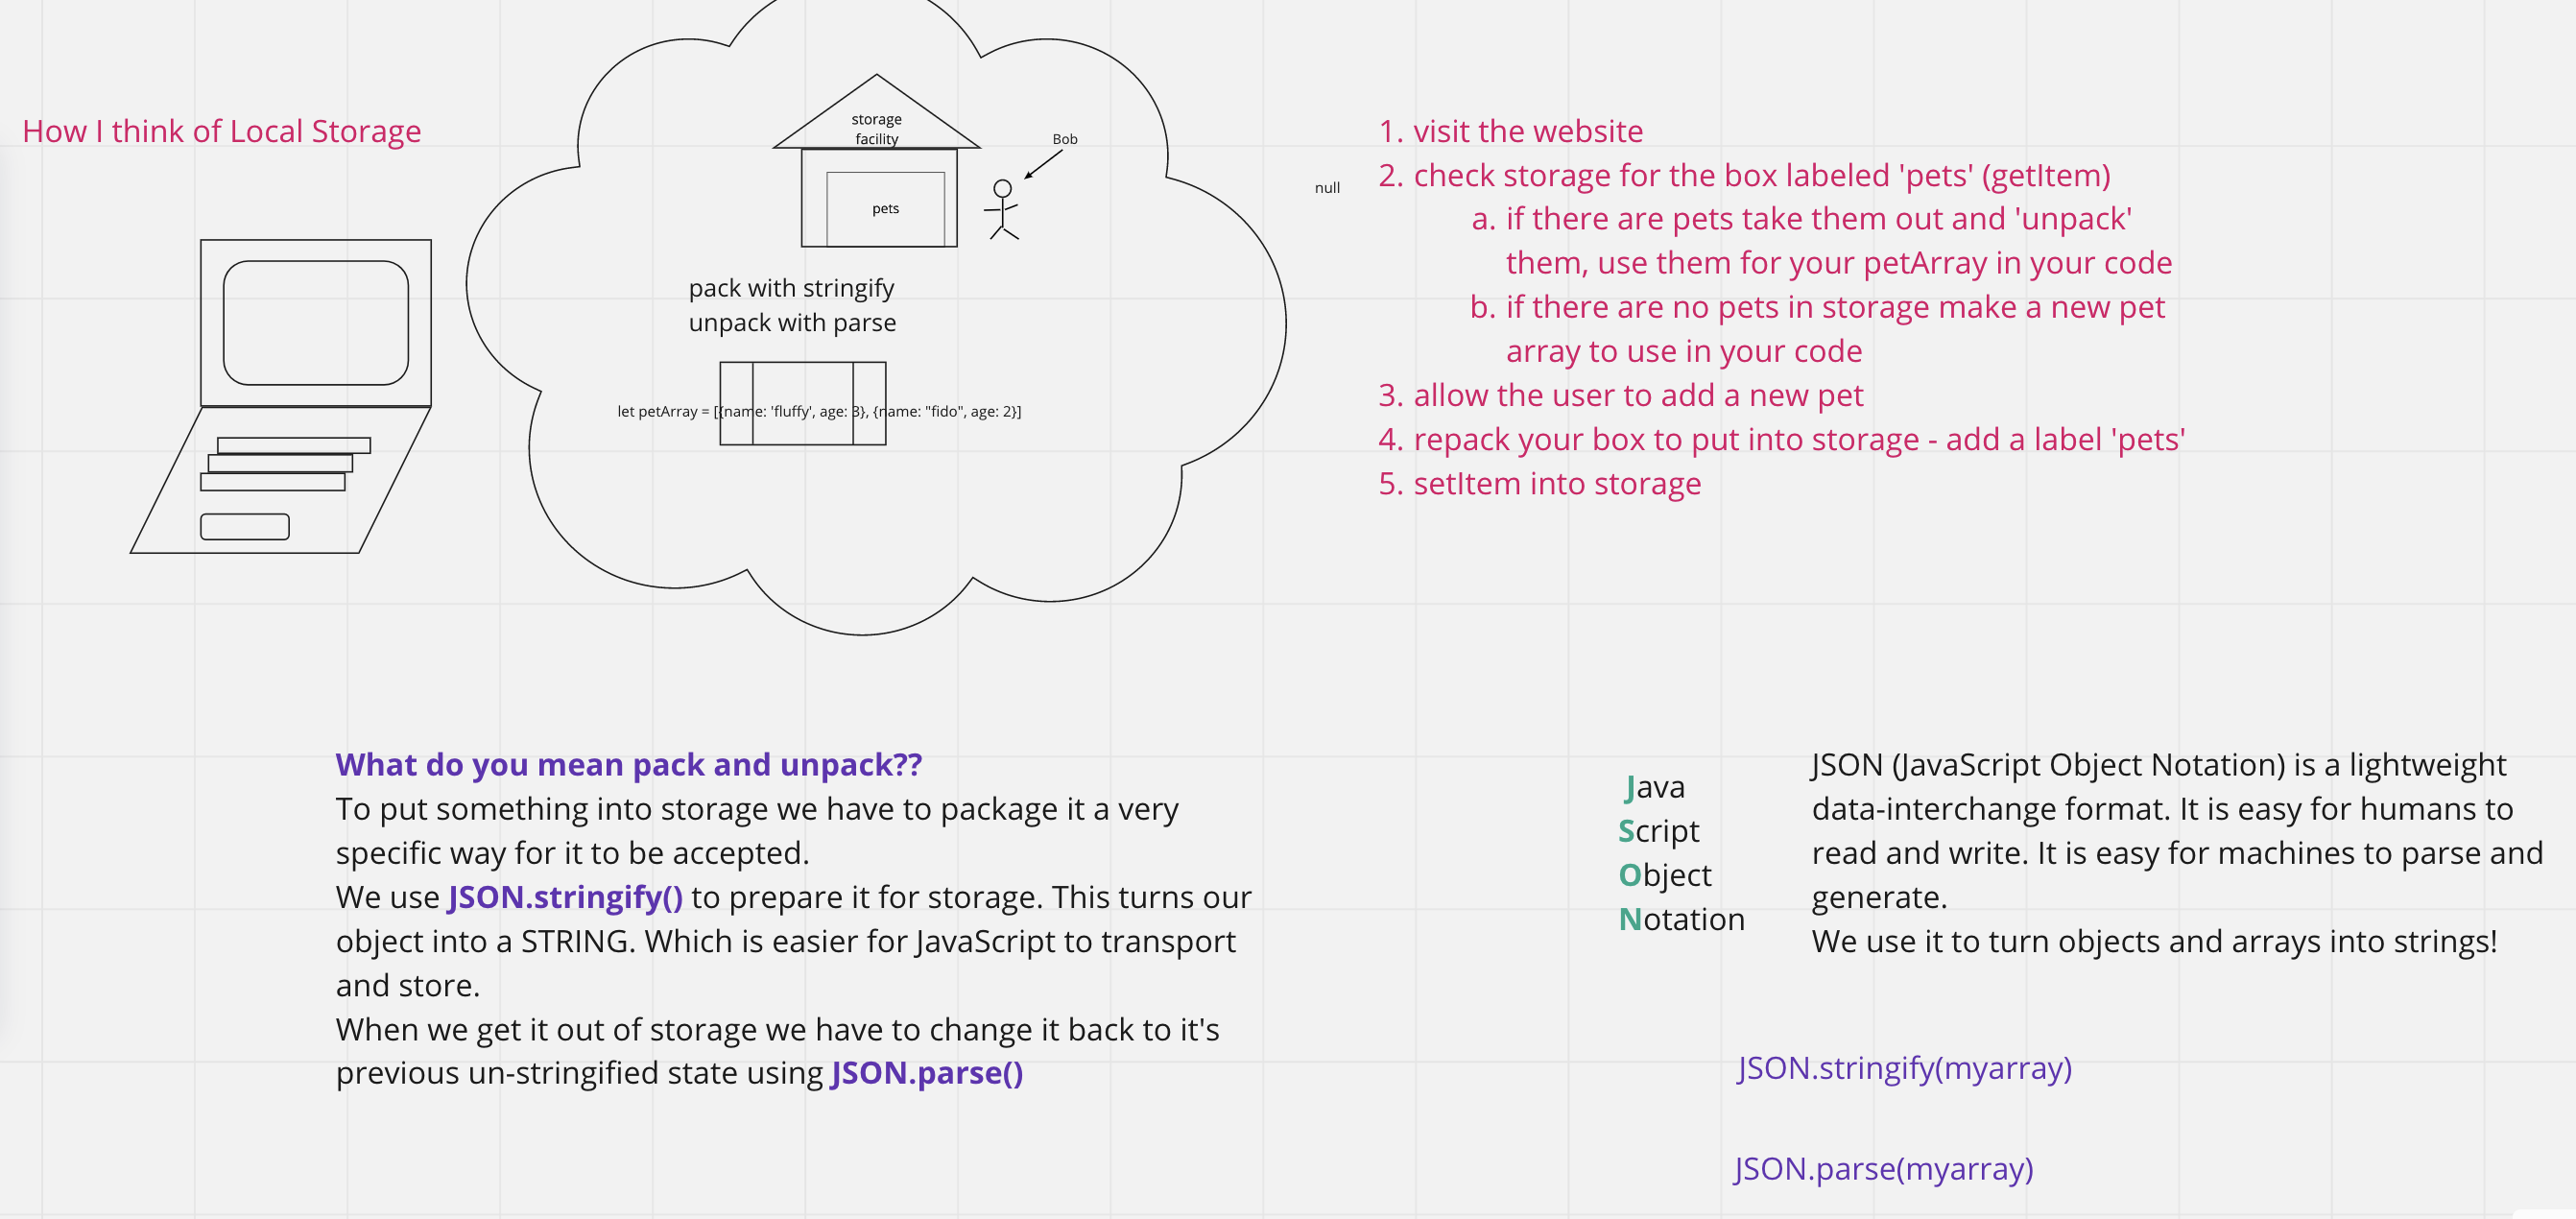 How I think of Local Storage
storage
facility
Bob
pets
pack with stringify
unpack with parse
let petArray = [{name: 'fluffy', age: 3}, {name: "fido", age: 2}]
null
1. visit the website
2. check storage for the box labeled 'pets' (getItem)
a. if there are pets take them out and 'unpack'
them, use them for your petArray in your code
b. if there are no pets in storage make a new pet
array to use in your code
3. allow the user to add a new pet
4. repack your box to put into storage - add a label 'pets'
5. setItem into storage
What do you mean pack and unpack??
To put something into storage we have to package it a very
specific way for it to be accepted.
We use JSON.stringify() to prepare it for storage. This turns our
object into a STRING. Which is easier for JavaScript to transport
and store.
When we get it out of storage we have to change it back to it's
previous un-stringified state using JSON.parse()
Java
Script
Object
Notation
JSON (JavaScript Object Notation) is a lightweight
data-interchange format. It is easy for humans to
read and write. It is easy for machines to parse and
generate.
We use it to turn objects and arrays into strings!
JSON.stringify(myarray)
JSON.parse(myarray)